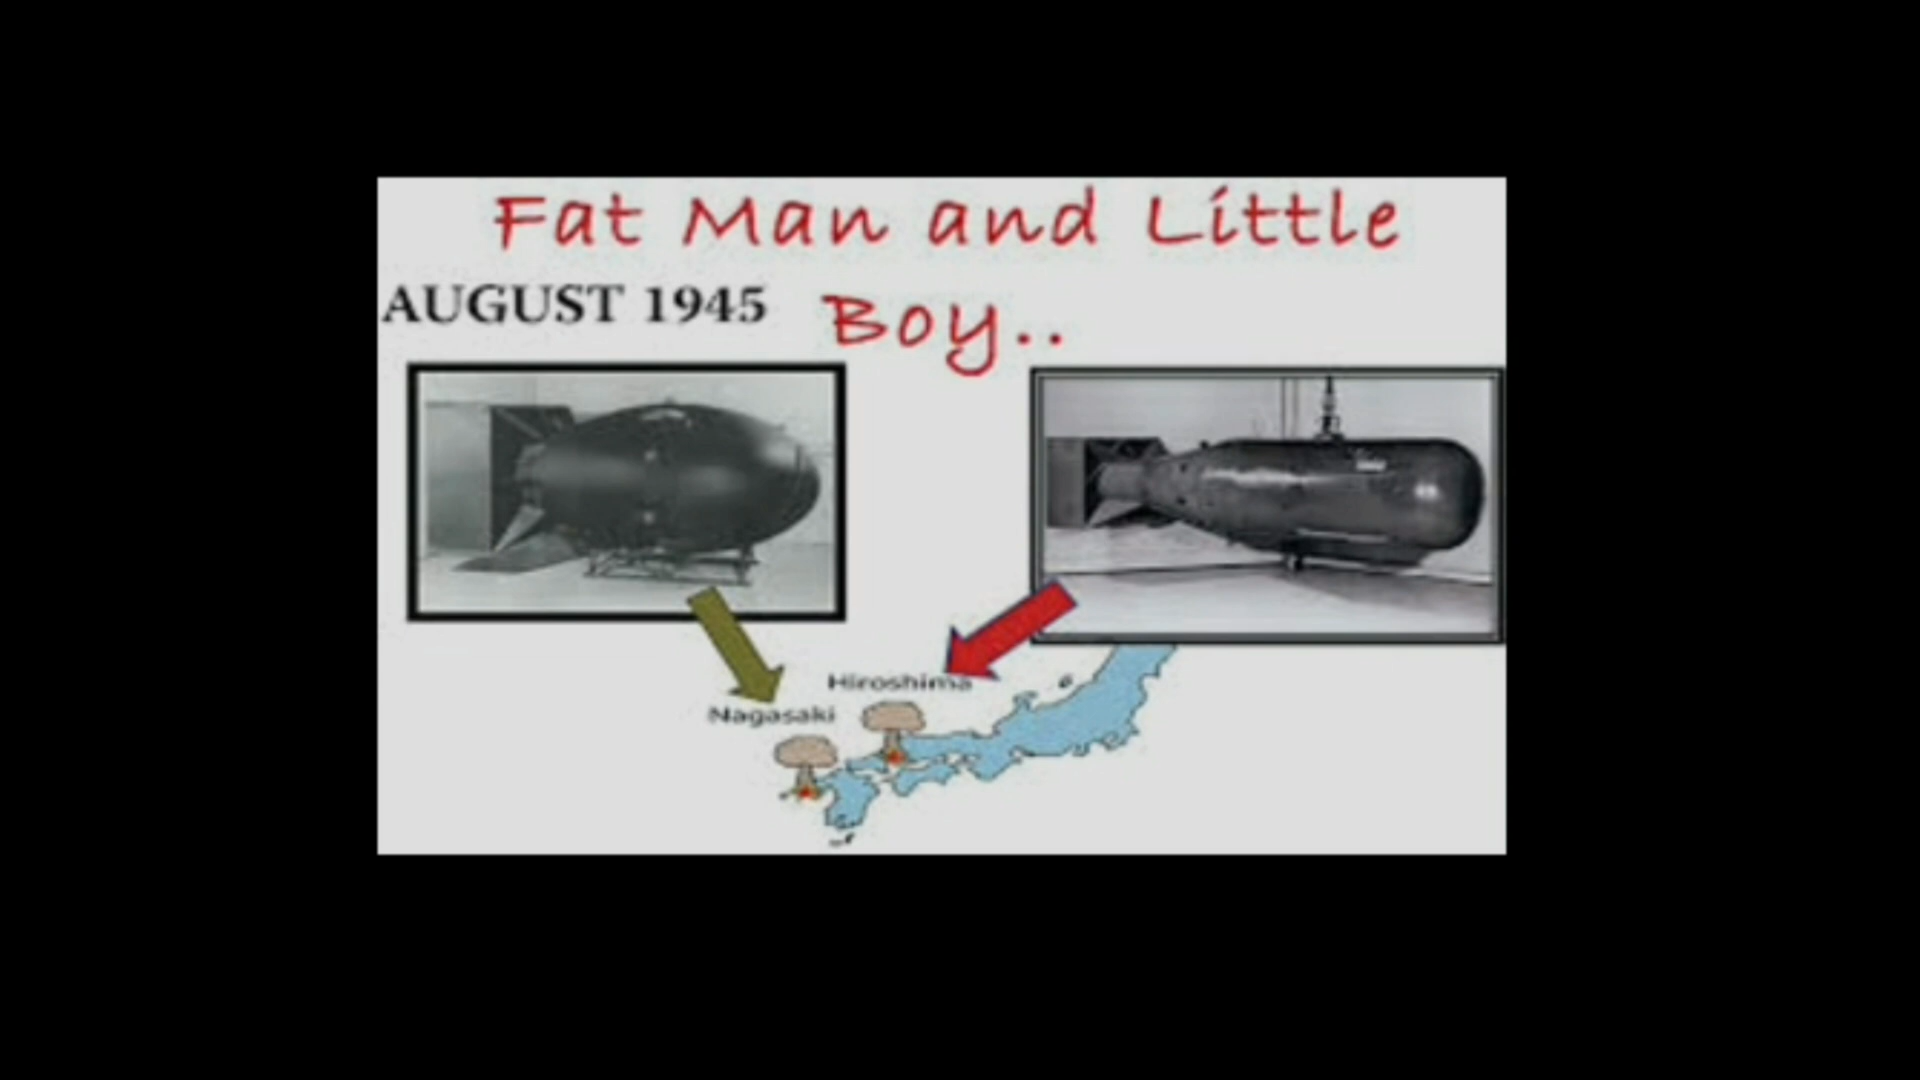 Fat Man and Little
AUGUST 1945
Boy..
Hiroshima
Nagasaki